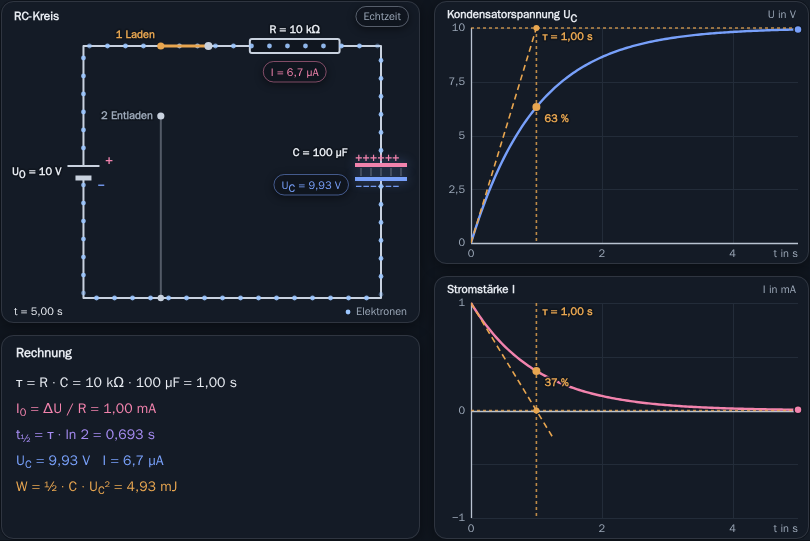 RC-Kreis
Echtzeit
1 Laden
R = 10 kΩ
I = 6,7 µA
2 Entladen
C = 100 µF
++++++
U0 = 10 V
+
−
UC = 9,93 V
−−−−−−
t = 5,00 s
Elektronen
Rechnung
τ = R · C = 10 kΩ · 100 µF = 1,00 s
I₀ = ΔU / R = 1,00 mA
t½ = τ · ln 2 = 0,693 s
UC = 9,93 V I = 6,7 µA
W = ½ · C · UC² = 4,93 mJ
Kondensatorspannung UC
U in V
10
τ = 1,00 s
7,5
63 %
5
2,5
0
0 2 4 t in s
Stromstärke I
I in mA
1
τ = 1,00 s
37 %
0
−1
0 2 4 t in s